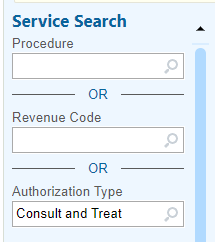 Service Search
Procedure
OR
Revenue Code
OR
Authorization Type
Consult and Treat